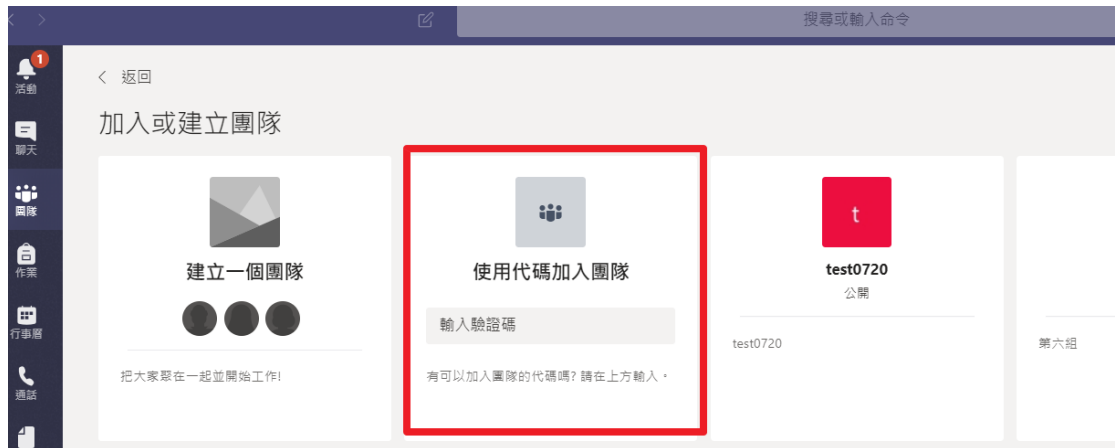 搜尋或輸入命令
1
活動
聊天
團隊
作業
行事曆
通話
返回
加入或建立團隊
建立一個團隊
把大家聚在一起並開始工作!
使用代碼加入團隊
輸入驗證碼
有可以加入團隊的代碼嗎? 請在上方輸入。
t
test0720
公開
test0720
第六組